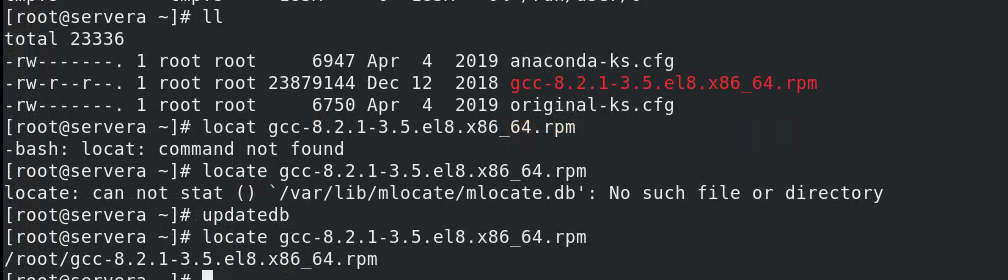 [root@servera ~]# ll
total 23336
-rw-------. 1 root root     6947 Apr  4  2019 anaconda-ks.cfg
-rw-r--r--. 1 root root 23879144 Dec 12  2018 gcc-8.2.1-3.5.el8.x86_64.rpm
-rw-------. 1 root root     6750 Apr  4  2019 original-ks.cfg
[root@servera ~]# locat gcc-8.2.1-3.5.el8.x86_64.rpm
-bash: locat: command not found
[root@servera ~]# locate gcc-8.2.1-3.5.el8.x86_64.rpm
locate: can not stat () `/var/lib/mlocate/mlocate.db': No such file or directory
[root@servera ~]# updatedb
[root@servera ~]# locate gcc-8.2.1-3.5.el8.x86_64.rpm
/root/gcc-8.2.1-3.5.el8.x86_64.rpm
[root@servera ~]#